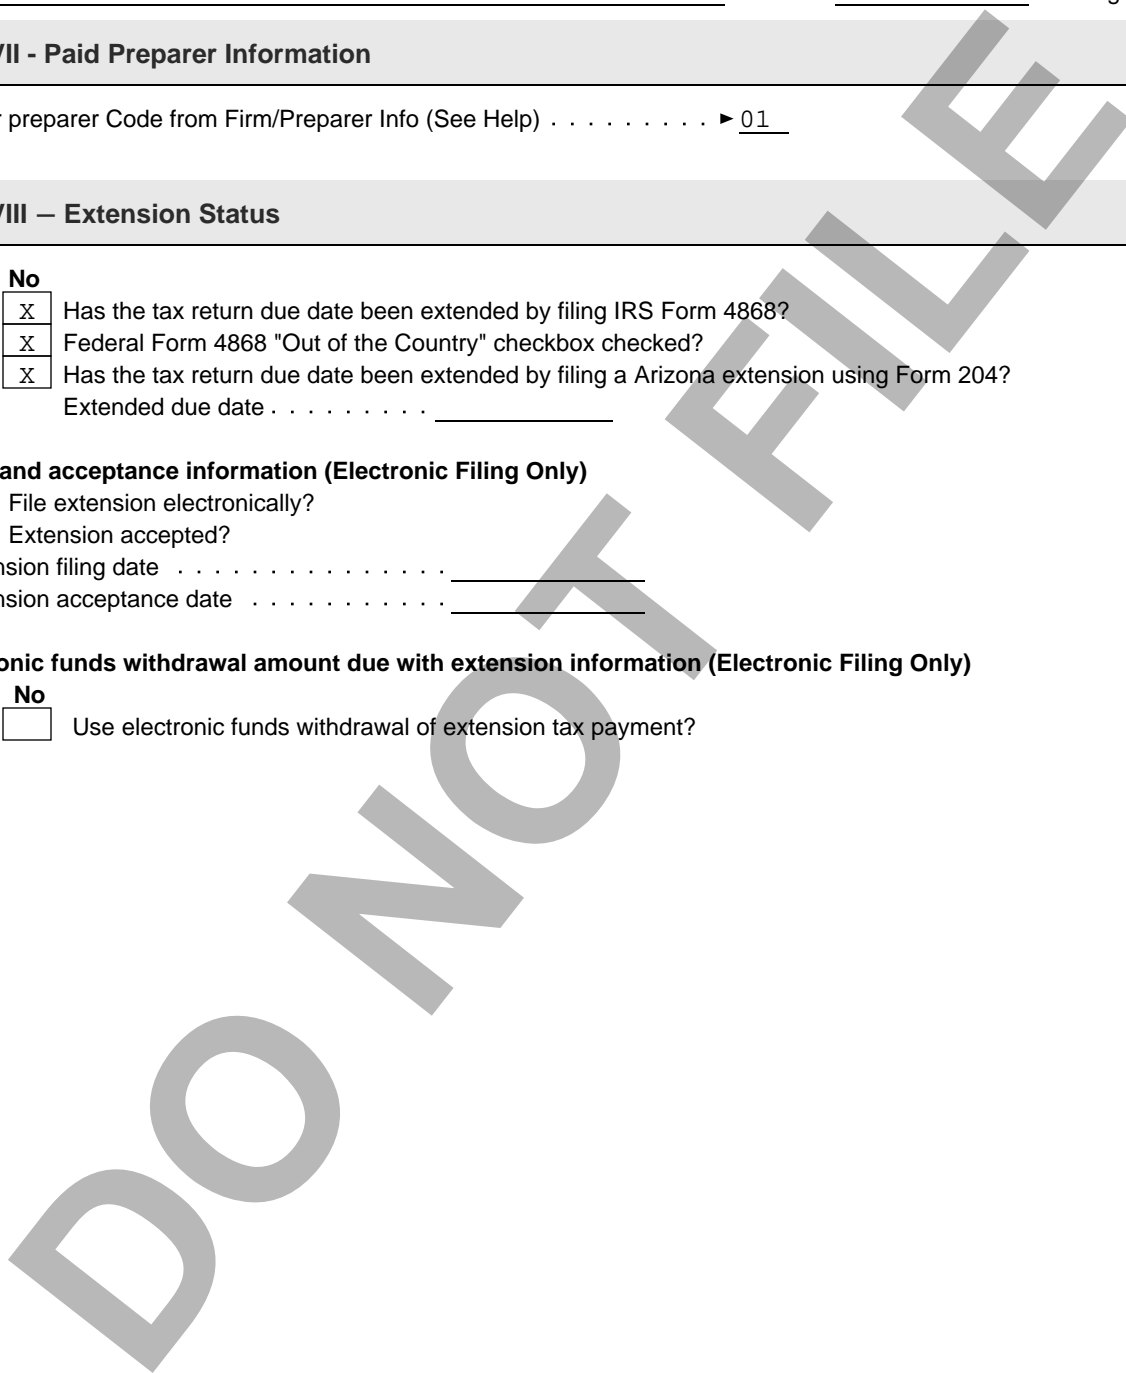 VII - Paid Preparer Information
preparer Code from Firm/Preparer Info (See Help) . . . . . . . . . ► 01
VIII – Extension Status
No
X Has the tax return due date been extended by filing IRS Form 4868?
X Federal Form 4868 "Out of the Country" checkbox checked?
X Has the tax return due date been extended by filing a Arizona extension using Form 204?
Extended due date . . . . . . . . .
and acceptance information (Electronic Filing Only)
File extension electronically?
Extension accepted?
nsion filing date . . . . . . . . . . . . . . .
nsion acceptance date . . . . . . . . . . .
onic funds withdrawal amount due with extension information (Electronic Filing Only)
No
Use electronic funds withdrawal of extension tax payment?
DO NOT FILE